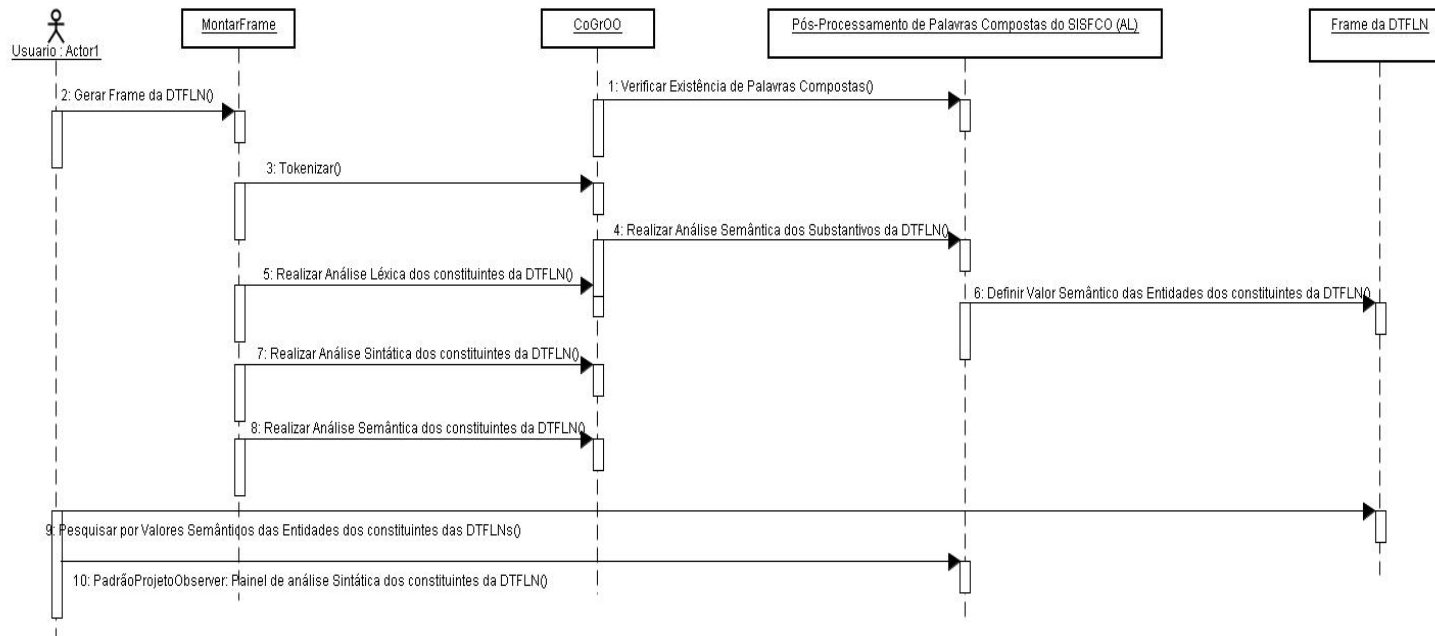 MontarFrame
CoGrOO
Pós-Processamento de Palavras Compostas do SISFCO (AL)
Frame da DTFLN
Usuario : Actor1
1: Verificar Existência de Palavras Compostas()
2: Gerar Frame da DTFLN()
3: Tokenizar()
4: Realizar Análise Semântica dos Substantivos da DTFLN()
5: Realizar Análise Léxica dos constituintes da DTFLN()
6: Definir Valor Semântico das Entidades dos constituintes da DTFLN()
7: Realizar Análise Sintática dos constituintes da DTFLN()
8: Realizar Análise Semântica dos constituintes da DTFLN()
9: Pesquisar por Valores Semânticos das Entidades dos constituintes das DTFLNs()
10: PadrãoProjetoObserver: Painel de análise Sintática dos constituintes da DTFLN()